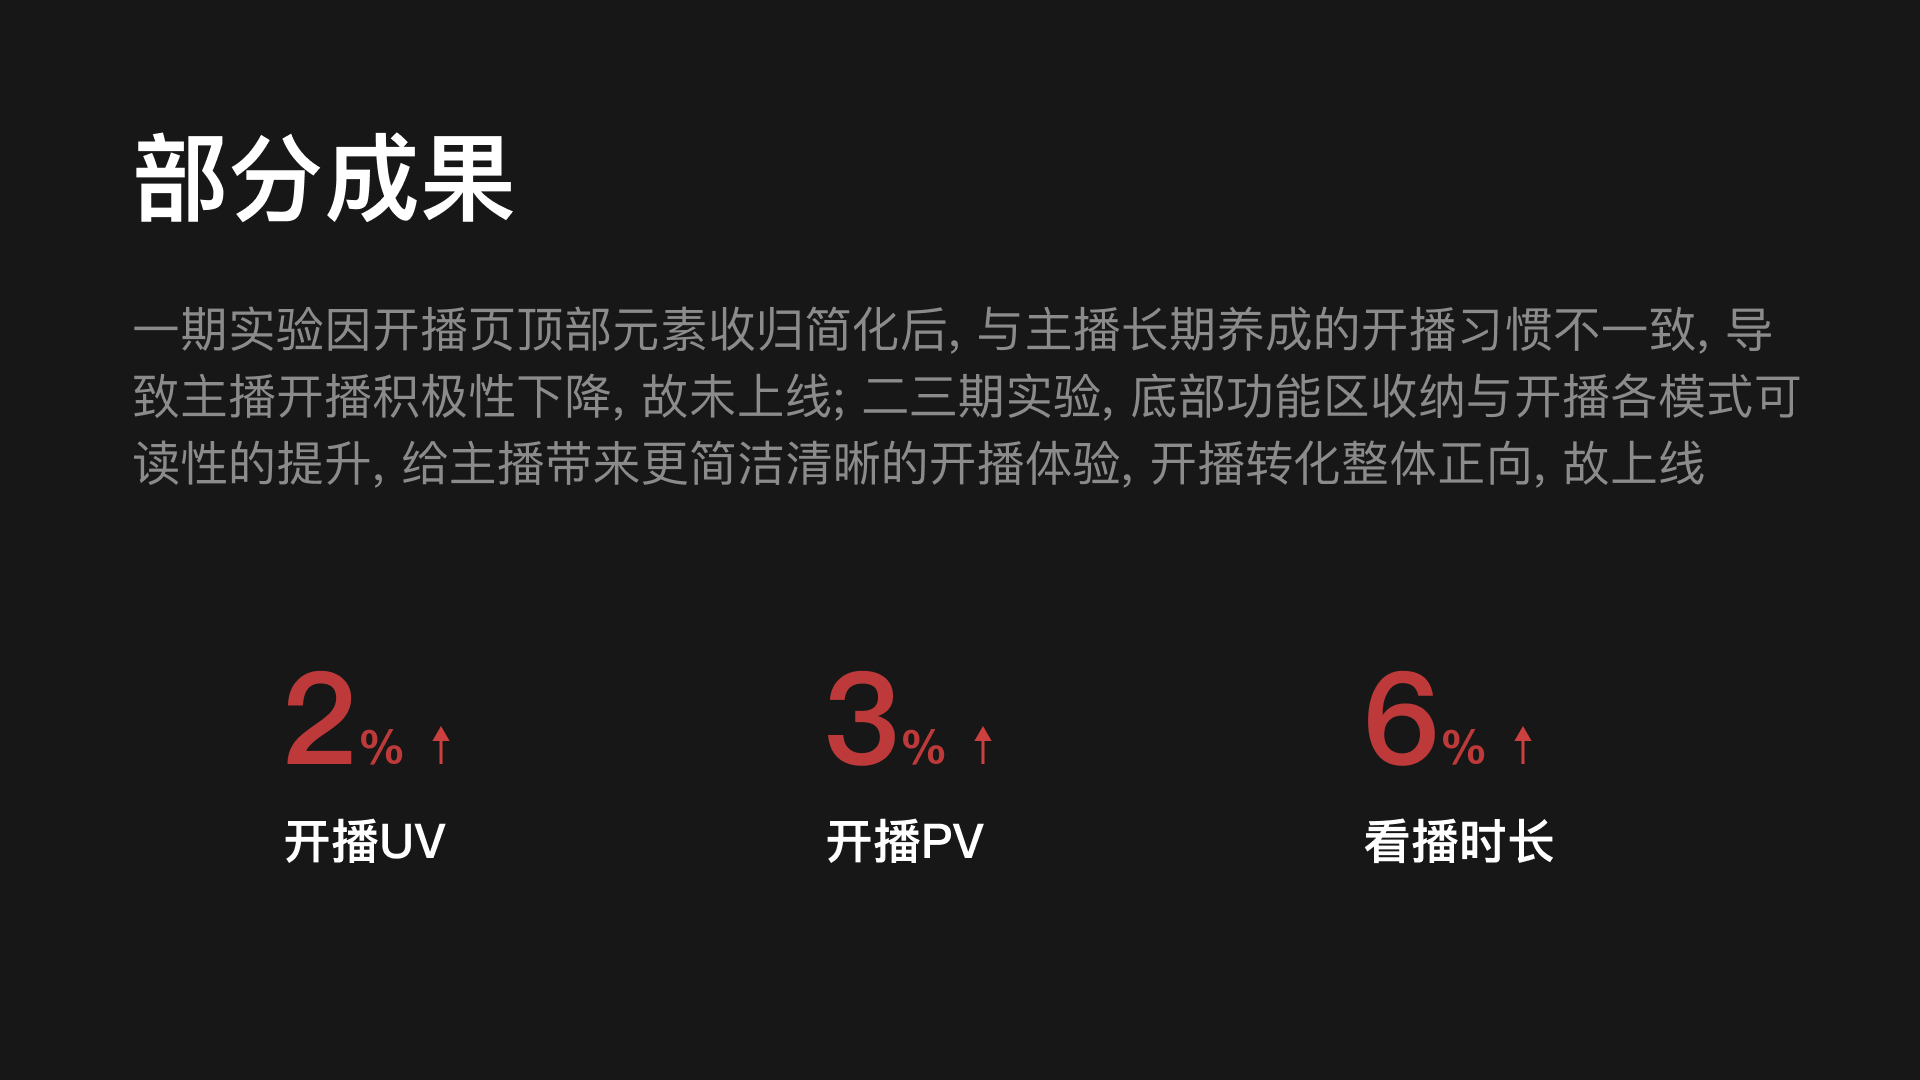 部分成果
一期实验因开播页顶部元素收归简化后, 与主播长期养成的开播习惯不一致, 导
致主播开播积极性下降, 故未上线; 二三期实验, 底部功能区收纳与开播各模式可
读性的提升, 给主播带来更简洁清晰的开播体验, 开播转化整体正向, 故上线
2% ↑
3% ↑
6% ↑
开播UV
开播PV
看播时长